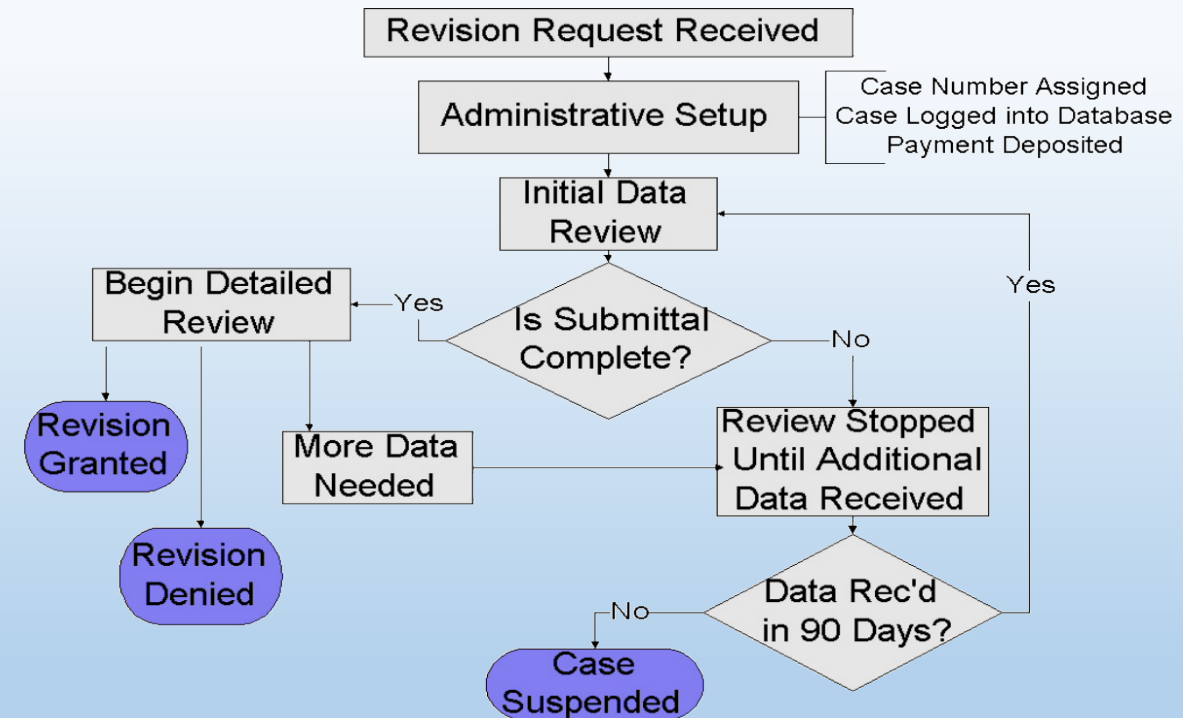 Revision Request Received
Administrative Setup
Case Number Assigned
Case Logged into Database
Payment Deposited
Initial Data
Review
Is Submittal
Complete?
Yes
Begin Detailed
Review
Revision
Granted
Revision
Denied
More Data
Needed
No
Review Stopped
Until Additional
Data Received
Data Rec'd
in 90 Days?
Yes
No
Case
Suspended